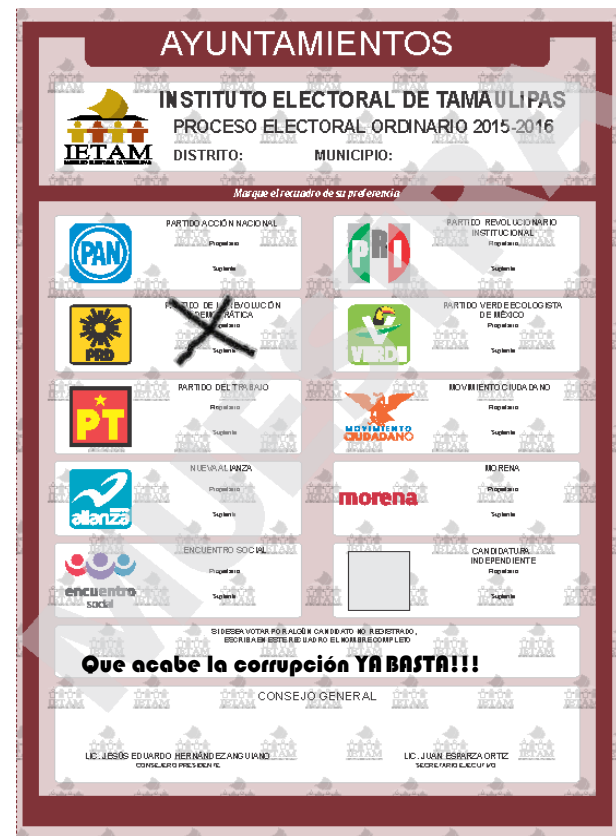 AYUNTAMIENTOS
INSTITUTO ELECTORAL DE TAMAULIPAS
PROCESO ELECTORAL ORDINARIO 2015-2016
IETAM
DISTRITO: MUNICIPIO:
Marque el recuadro de su preferencia
PAN
PARTIDO ACCIÓN NACIONAL
Propietario
Suplente
PRI
PARTIDO REVOLUCIONARIO
INSTITUCIONAL
Propietario
Suplente
PRD
PARTIDO DE LA REVOLUCIÓN
DEMOCRÁTICA
Propietario
Suplente
VERDE
PARTIDO VERDE ECOLOGISTA
DE MÉXICO
Propietario
Suplente
PT
PARTIDO DEL TRABAJO
Propietario
Suplente
MOVIMIENTO
CIUDADANO
MOVIMIENTO CIUDADANO
Propietario
Suplente
alianza
NUEVA ALIANZA
Propietario
Suplente
morena
MORENA
Propietario
Suplente
encuentro
social
ENCUENTRO SOCIAL
Propietario
Suplente
CANDIDATURA
INDEPENDIENTE
Propietario
Suplente
SI DESEA VOTAR POR ALGÚN CANDIDATO NO REGISTRADO,
ESCRIBA EN ESTE RECUADRO EL NOMBRE COMPLETO
Que acabe la corrupción YA BASTA!!!
CONSEJO GENERAL
LIC. JESÚS EDUARDO HERNÁNDEZ ANGUIANO
CONSEJERO PRESIDENTE
LIC. JUAN ESPARZA ORTIZ
SECRETARIO EJECUTIVO
MUESTRA